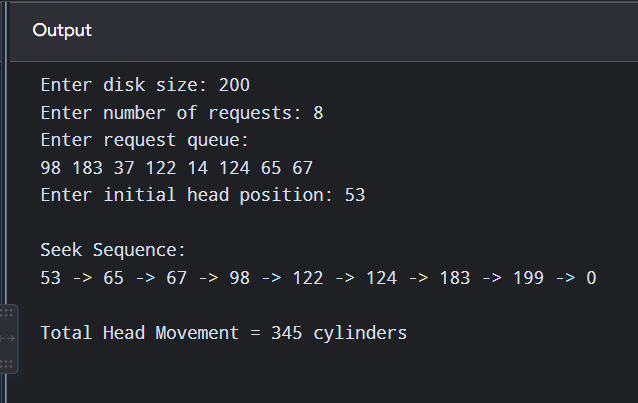 Output
Enter disk size: 200
Enter number of requests: 8
Enter request queue:
98 183 37 122 14 124 65 67
Enter initial head position: 53
Seek Sequence:
53 -> 65 -> 67 -> 98 -> 122 -> 124 -> 183 -> 199 -> 0
Total Head Movement = 345 cylinders